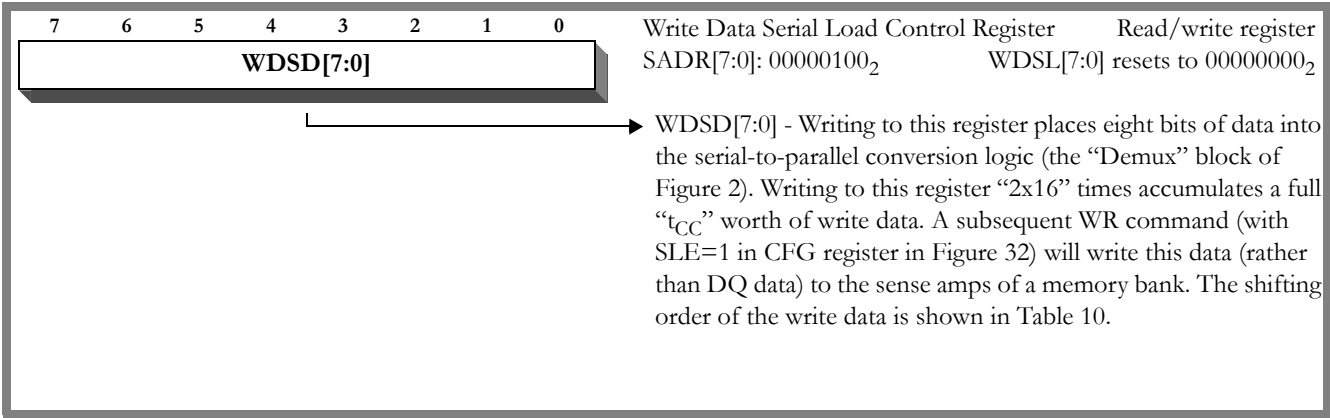 7 6 5 4 3 2 1 0
WDSD[7:0]
Write Data Serial Load Control Register Read/write register
SADR[7:0]: 00000100₂ WDSL[7:0] resets to 00000000₂
WDSD[7:0] - Writing to this register places eight bits of data into
the serial-to-parallel conversion logic (the “Demux” block of
Figure 2). Writing to this register “2x16” times accumulates a full
“tCC” worth of write data. A subsequent WR command (with
SLE=1 in CFG register in Figure 32) will write this data (rather
than DQ data) to the sense amps of a memory bank. The shifting
order of the write data is shown in Table 10.